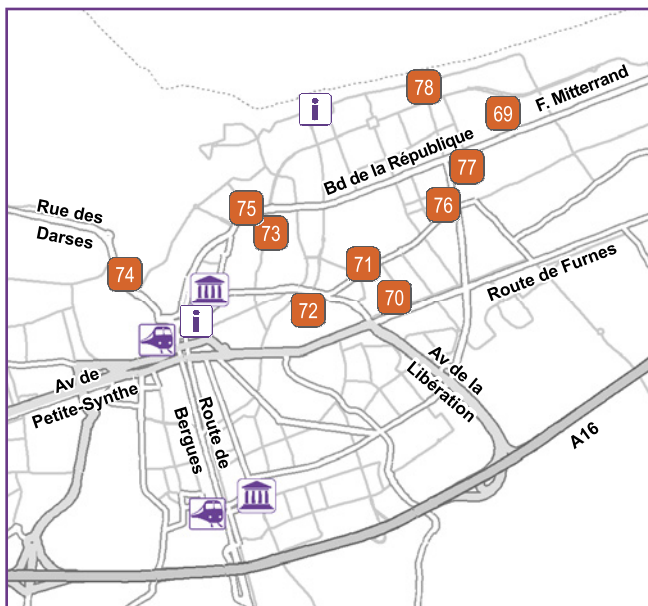 78
69
F. Mitterrand
Bd de la République
77
Rue des
Darses
75
76
73
71
74
70
Route de Furnes
72
Av de la
Libération
Av de
Petite-Synthe
Route de
Bergues
A16
i
i